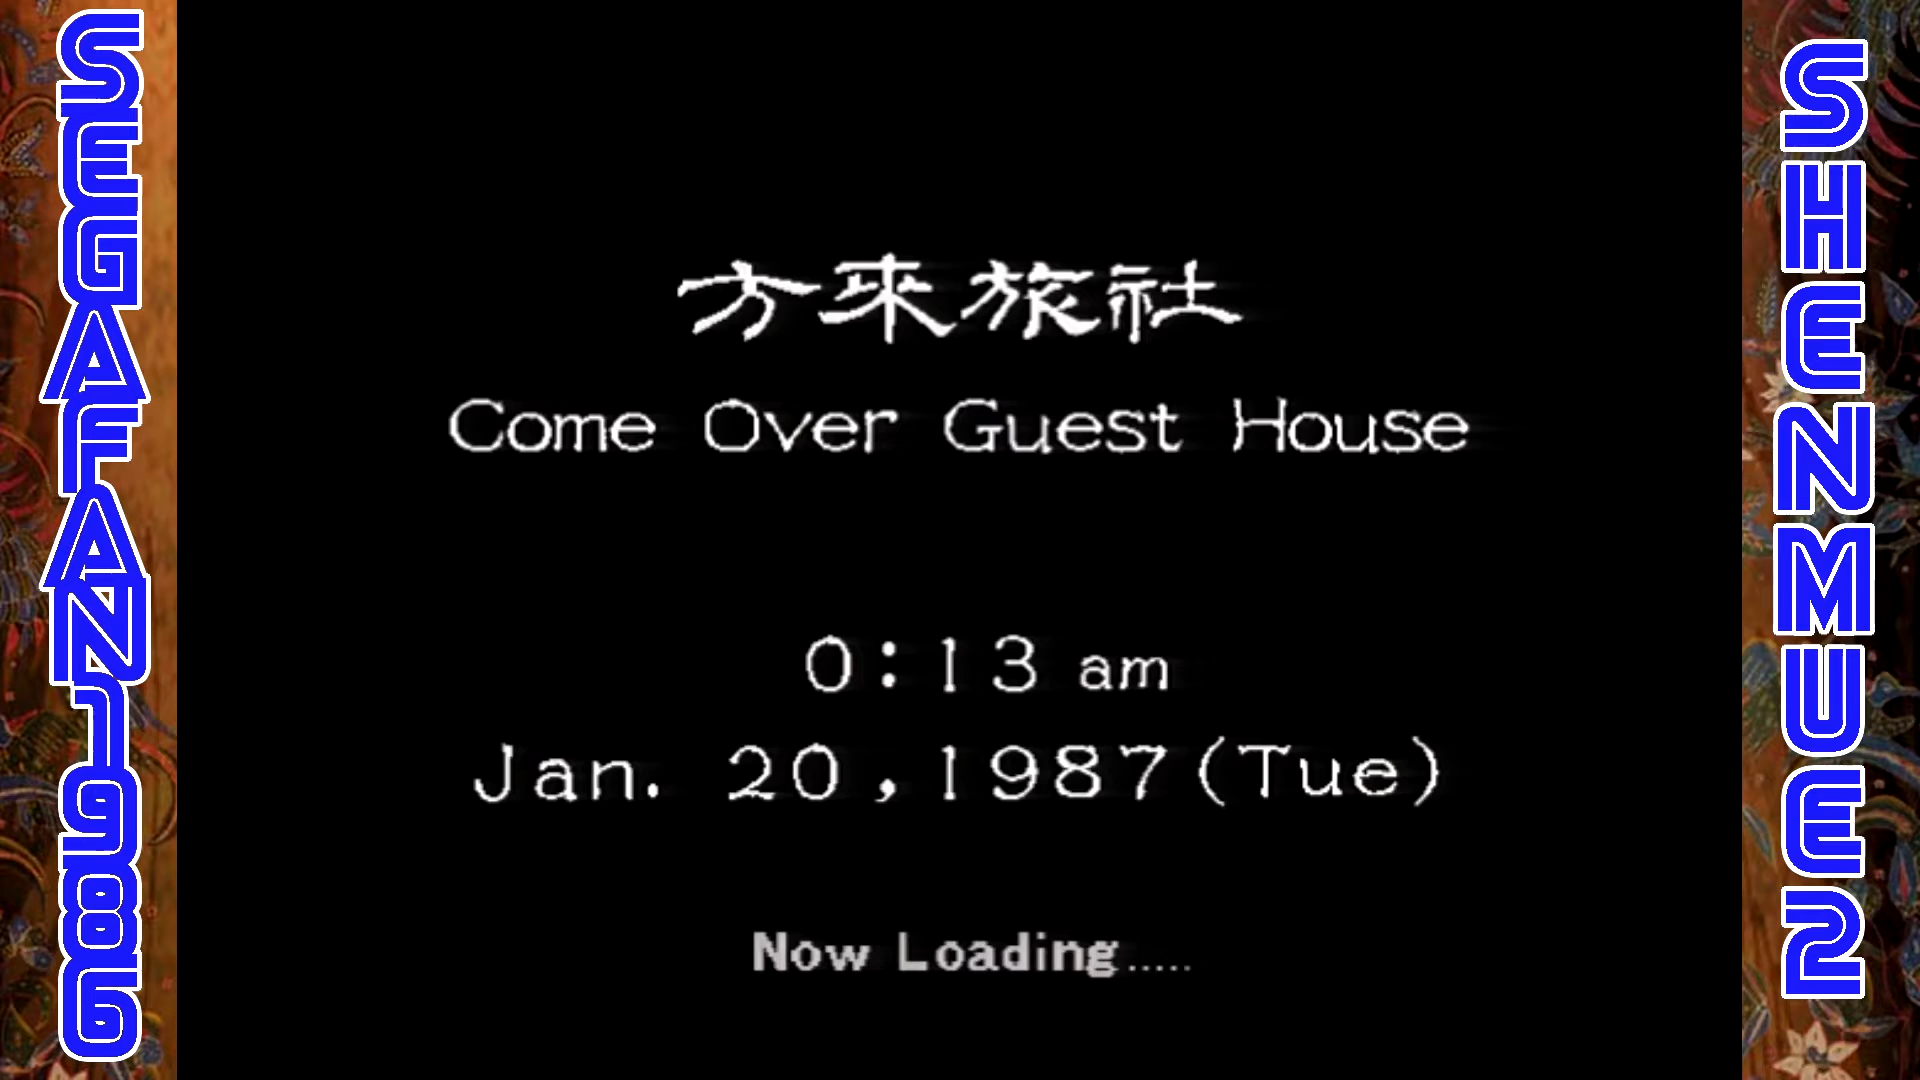 SEGAFAN1986
方來旅社
Come Over Guest House
0:13 am
Jan. 20,1987(Tue)
Now Loading.....
SHENMUE2